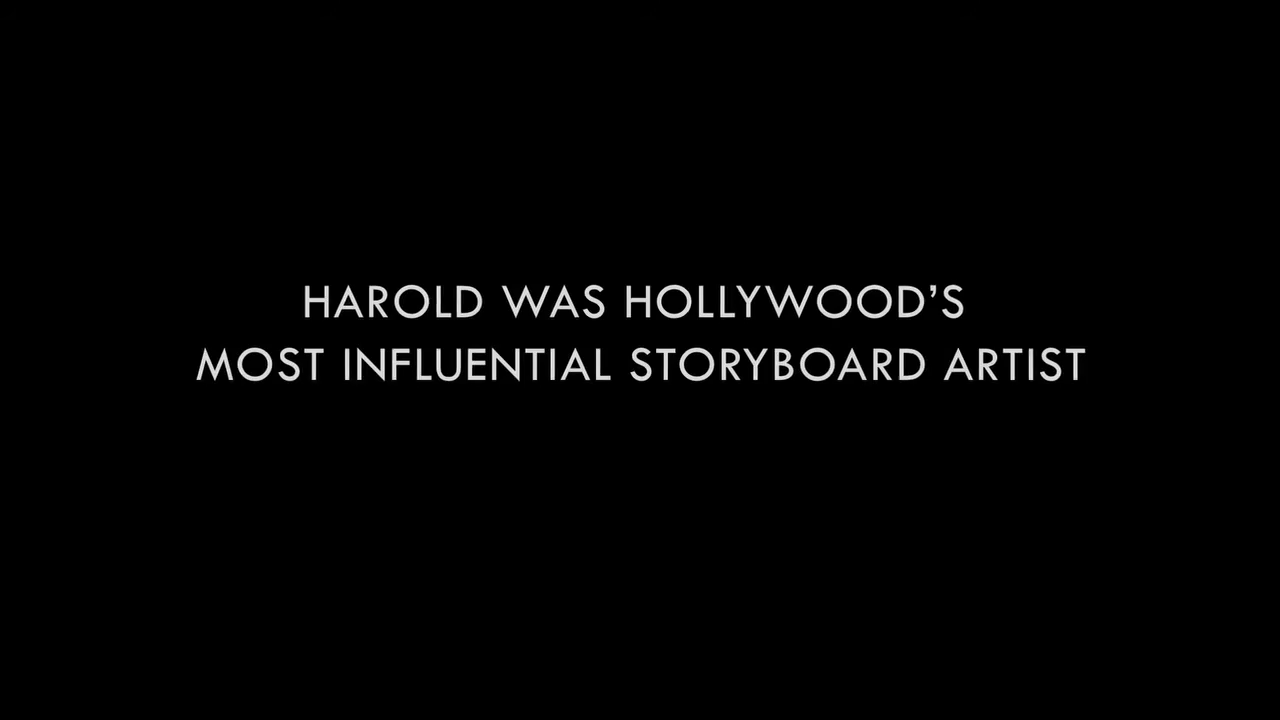 HAROLD WAS HOLLYWOOD’S
MOST INFLUENTIAL STORYBOARD ARTIST